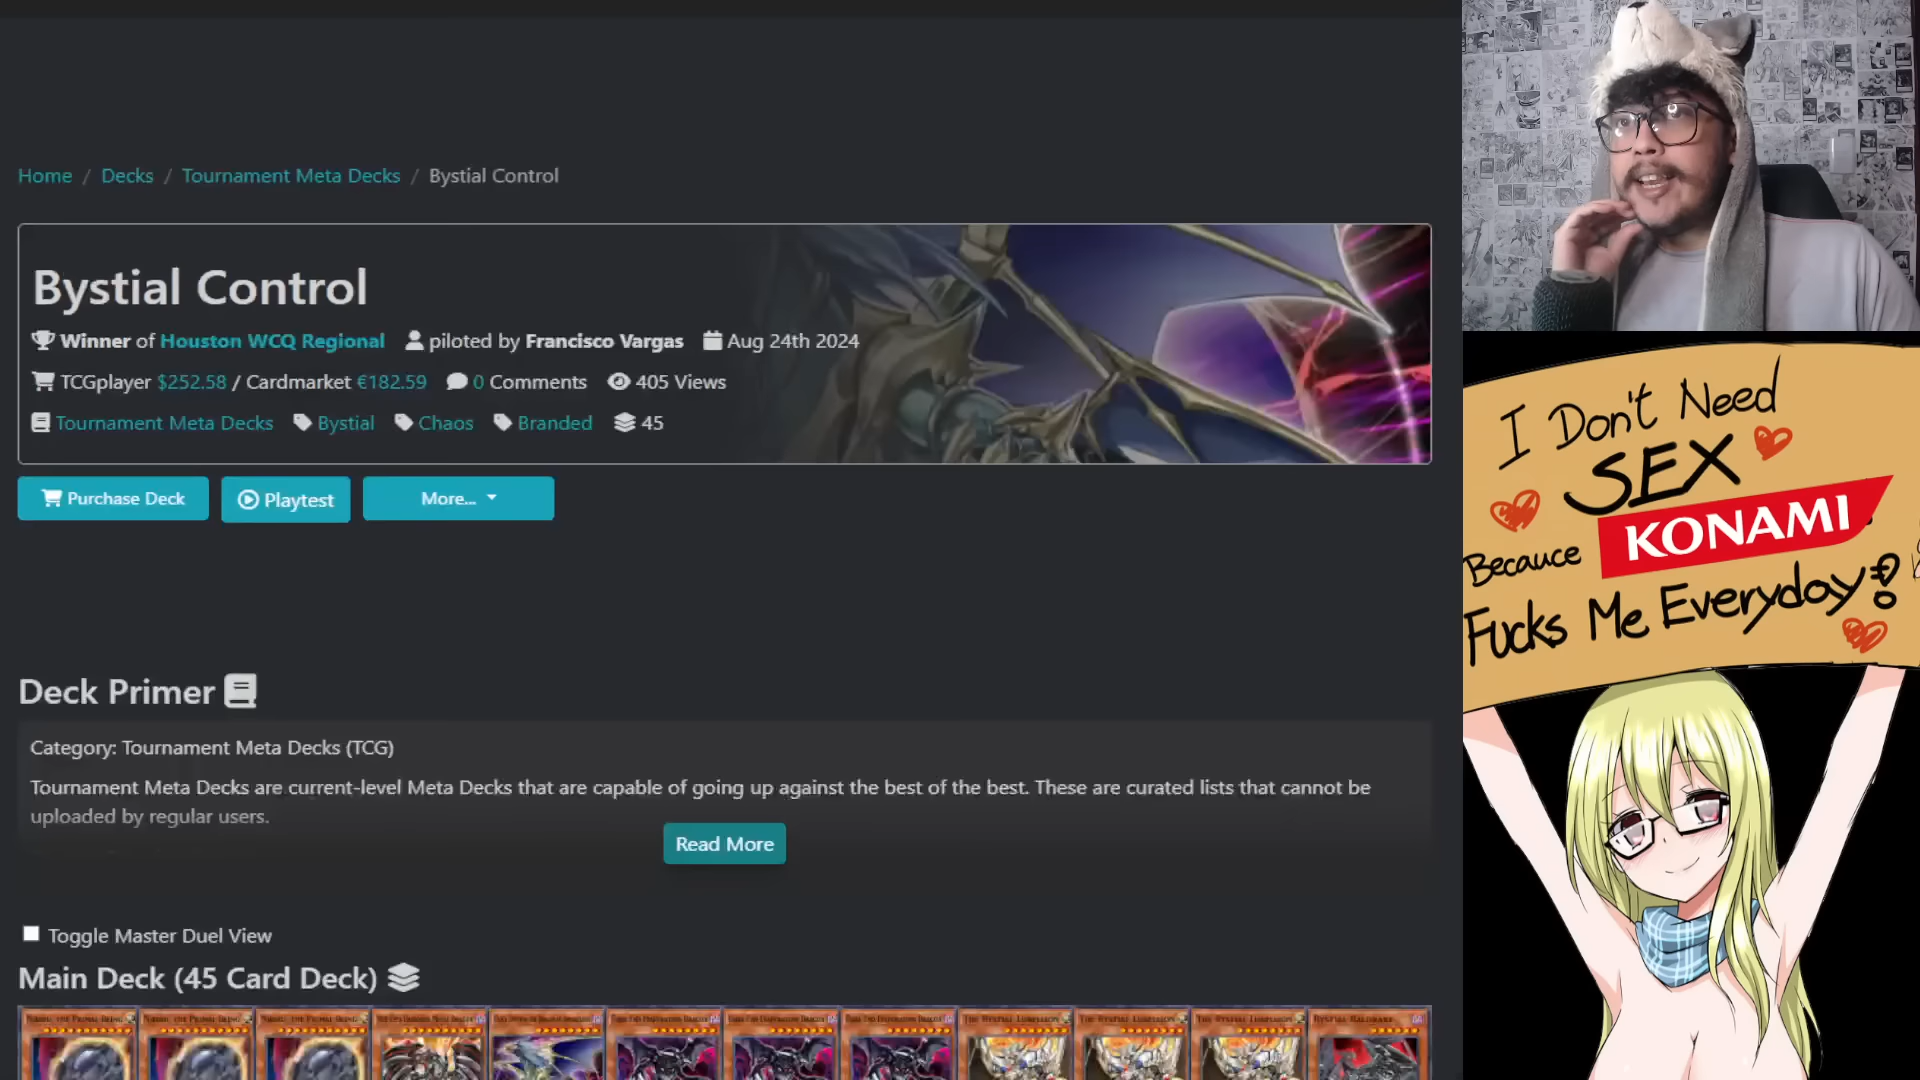 Home / Decks / Tournament Meta Decks / Bystial Control
Bystial Control
Winner of Houston WCQ Regional piloted by Francisco Vargas Aug 24th 2024
TCGplayer $252.58 / Cardmarket €182.59 0 Comments 405 Views
Tournament Meta Decks Bystial Chaos Branded 45
Purchase Deck Playtest More...
Deck Primer
Category: Tournament Meta Decks (TCG)
Tournament Meta Decks are current-level Meta Decks that are capable of going up against the best of the best. These are curated lists that cannot be
uploaded by regular users.
Read More
Toggle Master Duel View
Main Deck (45 Card Deck)
I Don't Need
SEX
Becauce KONAMI
Fucks Me Everyday!